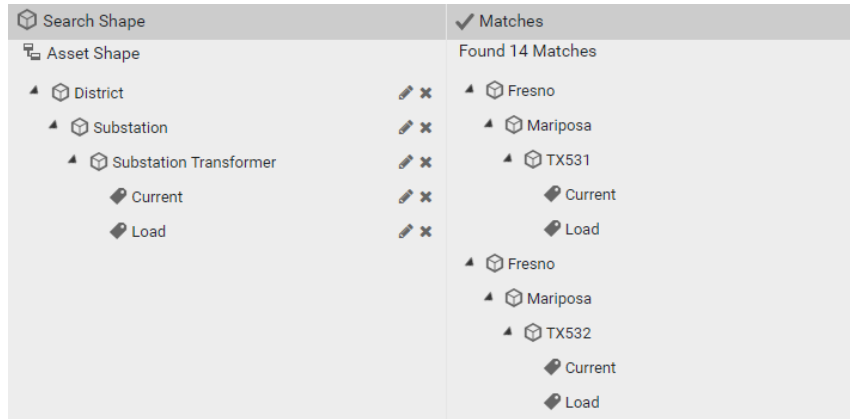 Search Shape
Asset Shape
District
Substation
Substation Transformer
Current
Load
Matches
Found 14 Matches
Fresno
Mariposa
TX531
Current
Load
Fresno
Mariposa
TX532
Current
Load